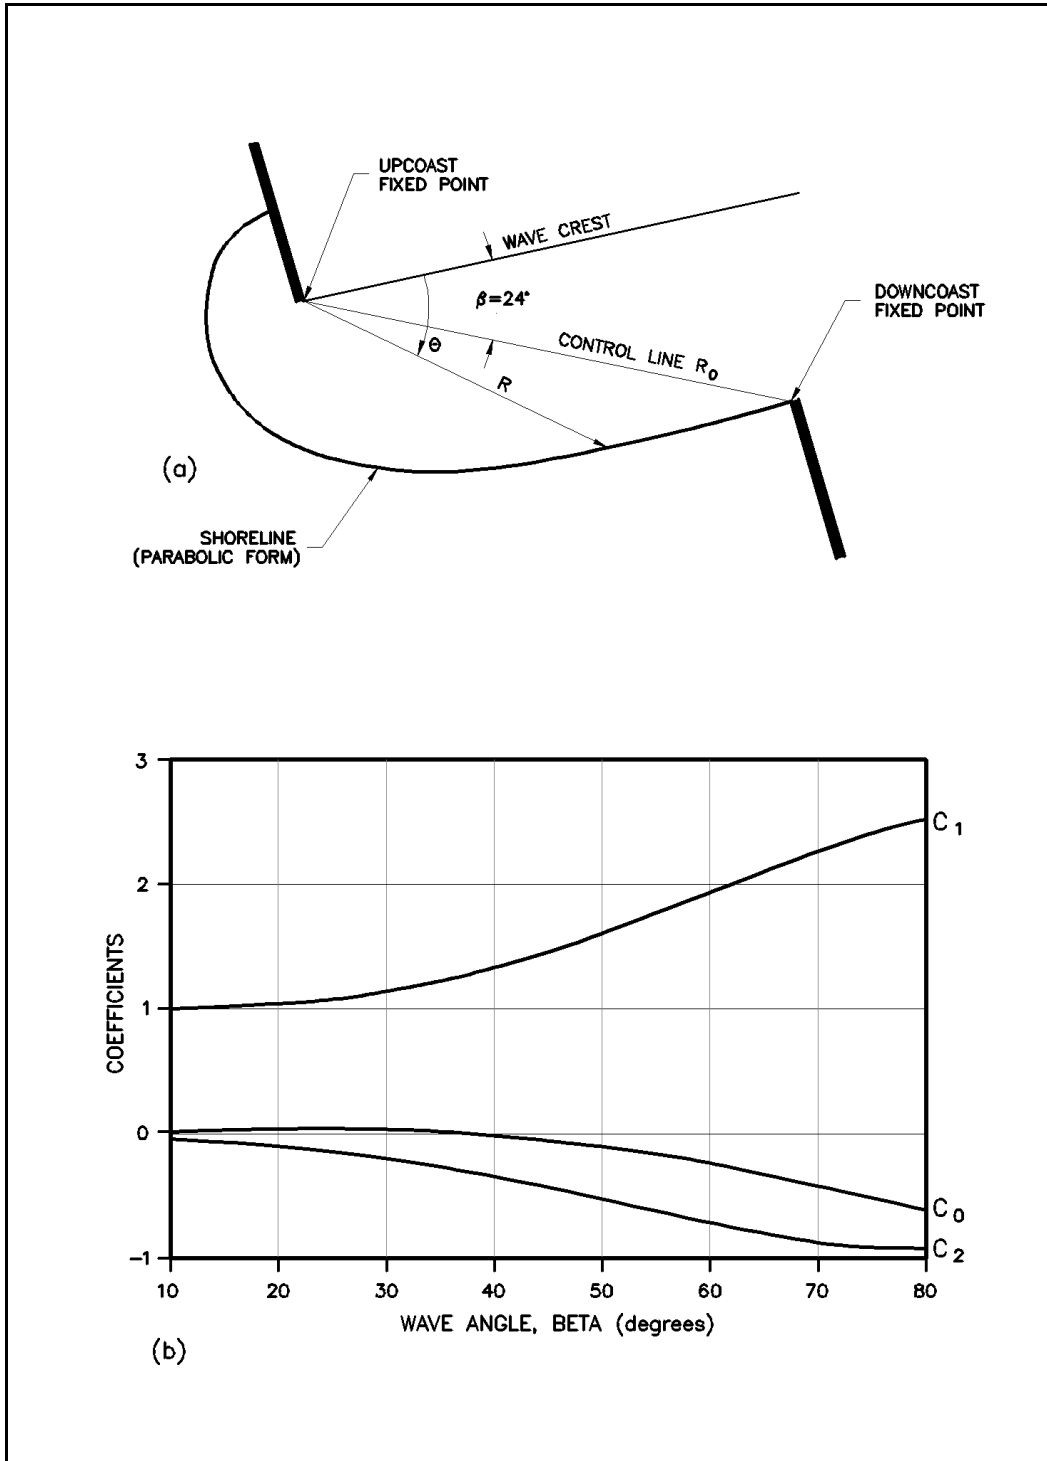 UPCOAST
FIXED POINT
WAVE CREST
β=24°
DOWNCOAST
FIXED POINT
CONTROL LINE R₀
θ
R
(a)
SHORELINE
(PARABOLIC FORM)
3
C₁
2
COEFFICIENTS
1
0
C₀
C₂
-1
10 20 30 40 50 60 70 80
WAVE ANGLE, BETA (degrees)
(b)